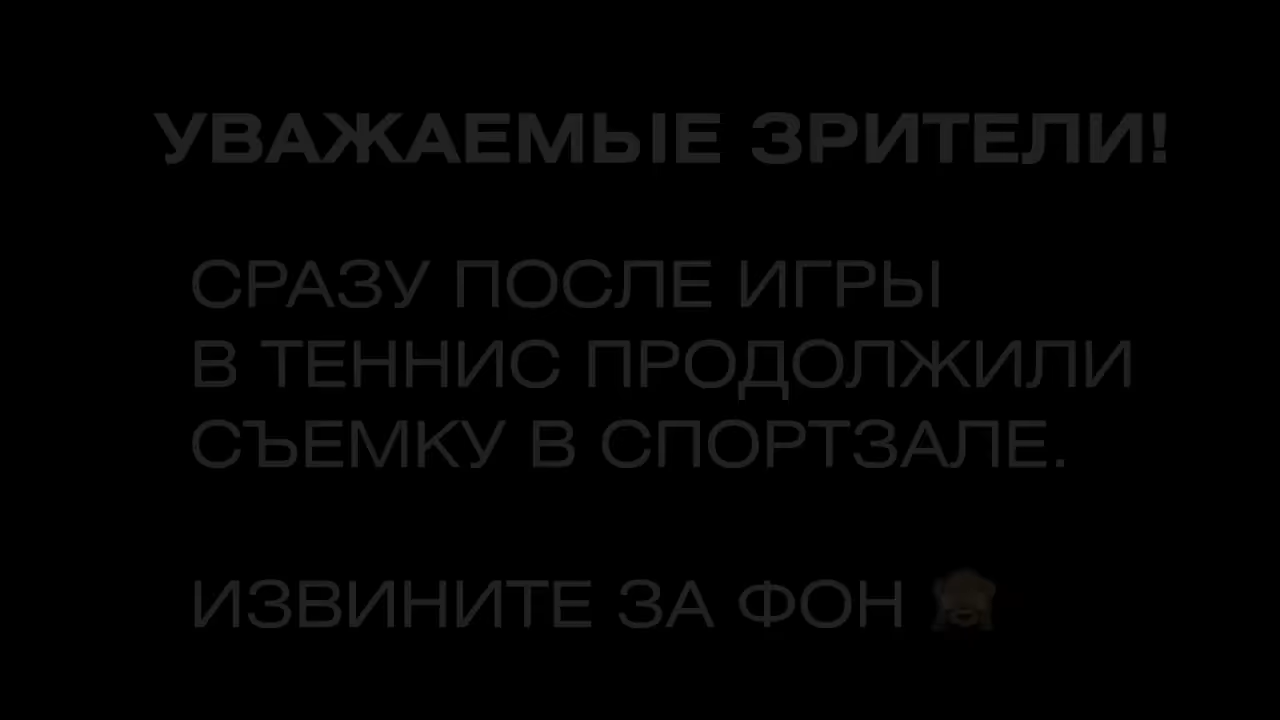 УВАЖАЕМЫЕ ЗРИТЕЛИ!
СРАЗУ ПОСЛЕ ИГРЫ
В ТЕННИС ПРОДОЛЖИЛИ
СЪЕМКУ В СПОРТЗАЛЕ.
ИЗВИНИТЕ ЗА ФОН 🙈